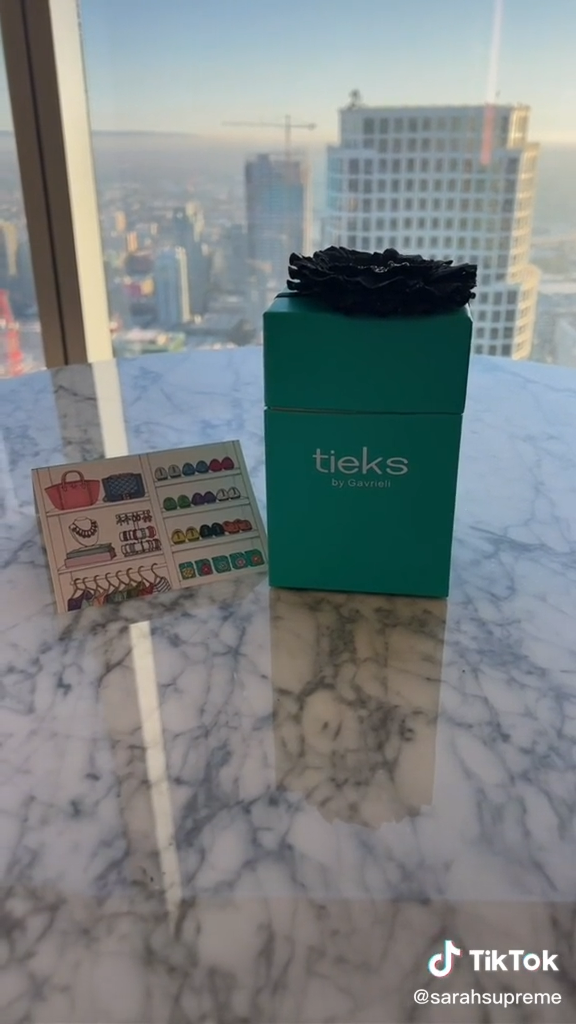 tieks
by Gavrieli
TikTok
@sarahsupreme